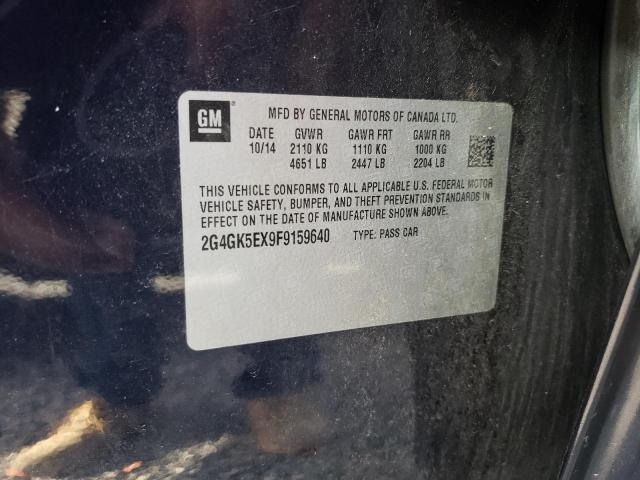 GM
MFD BY GENERAL MOTORS OF CANADA LTD.
DATE GVWR GAWR FRT GAWR RR
10/14 2110 KG 1110 KG 1000 KG
4651 LB 2447 LB 2204 LB
THIS VEHICLE CONFORMS TO ALL APPLICABLE U.S. FEDERAL MOTOR
VEHICLE SAFETY, BUMPER, AND THEFT PREVENTION STANDARDS IN
EFFECT ON THE DATE OF MANUFACTURE SHOWN ABOVE.
2G4GK5EX9F9159640 TYPE: PASS CAR